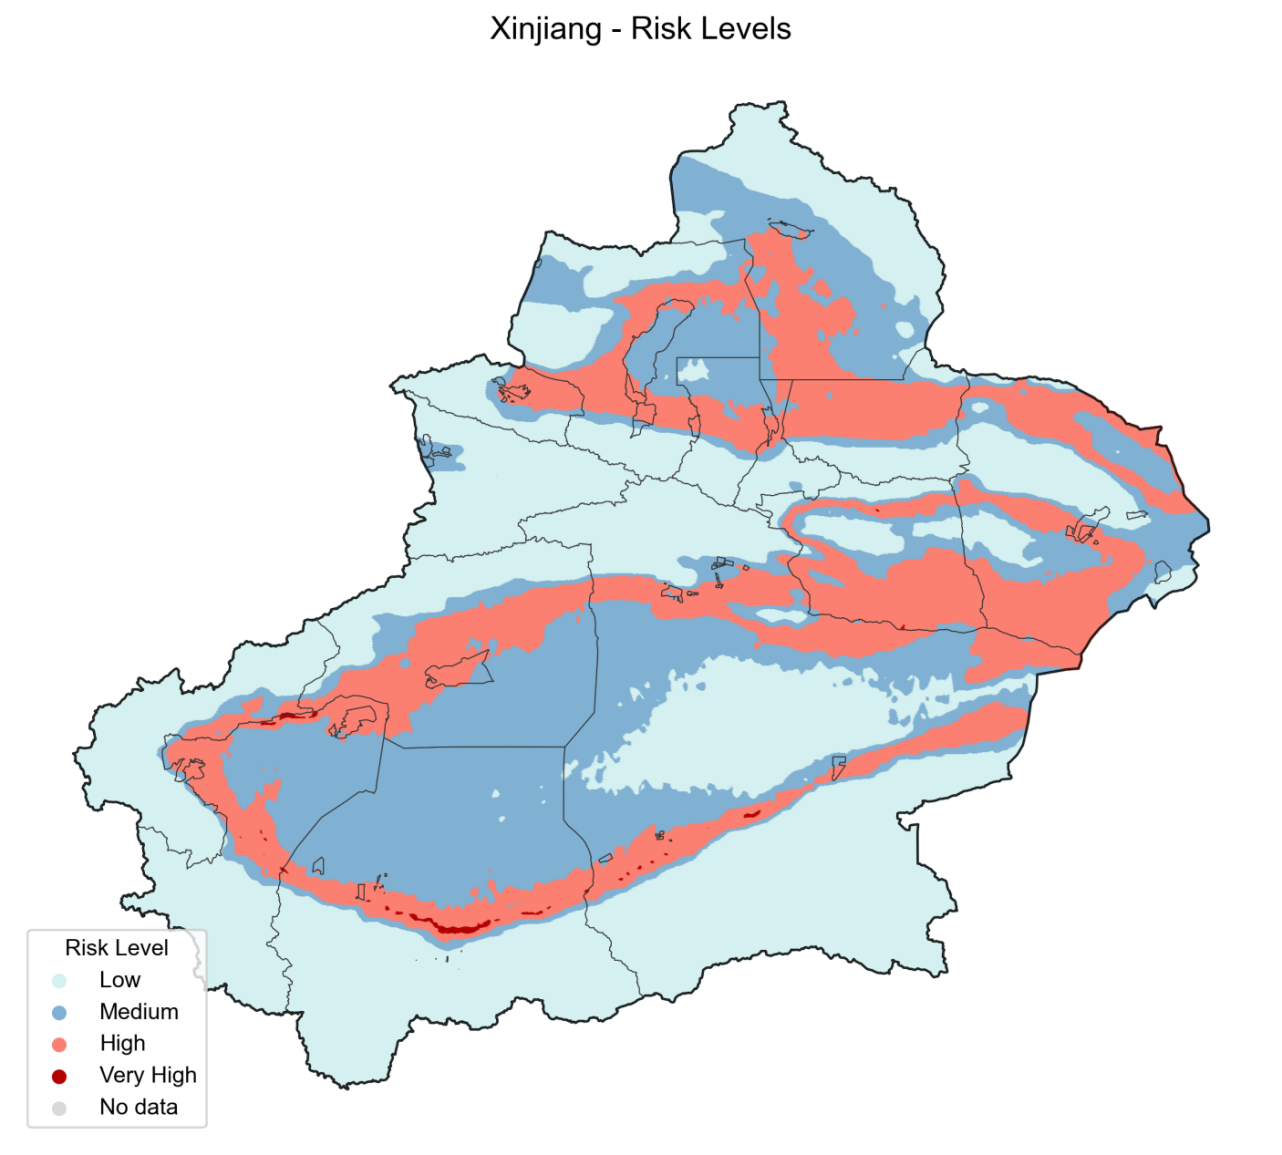 Xinjiang - Risk Levels
Risk Level
Low
Medium
High
Very High
No data